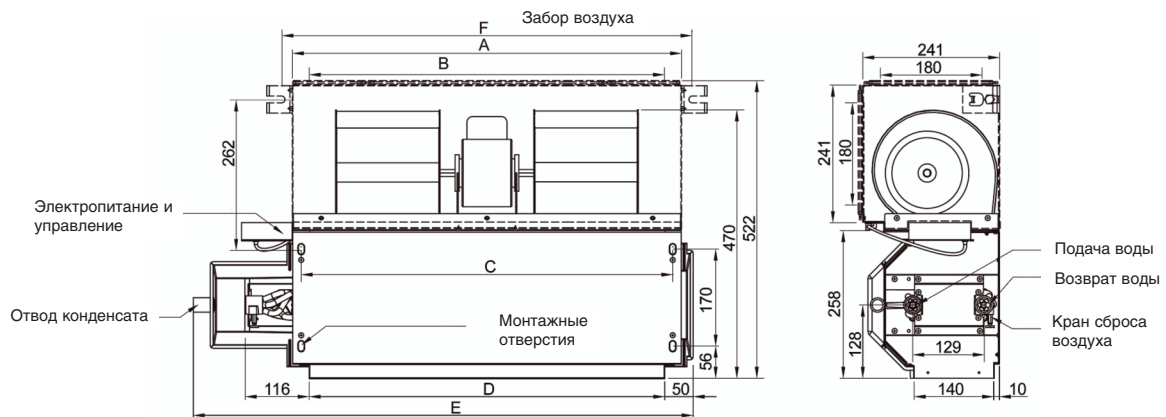 Забор воздуха
F
A
B
262
Электропитание и
управление
C
Отвод конденсата
Монтажные
отверстия
470
522
170
56
116
D
50
E
241
180
241
180
258
128
129
140
10
Подача воды
Возврат воды
Кран сброса
воздуха